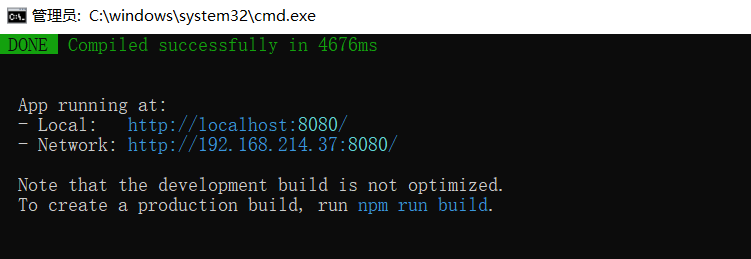 管理员: C:\windows\system32\cmd.exe
DONE Compiled successfully in 4676ms
App running at:
- Local: http://localhost:8080/
- Network: http://192.168.214.37:8080/
Note that the development build is not optimized.
To create a production build, run npm run build.